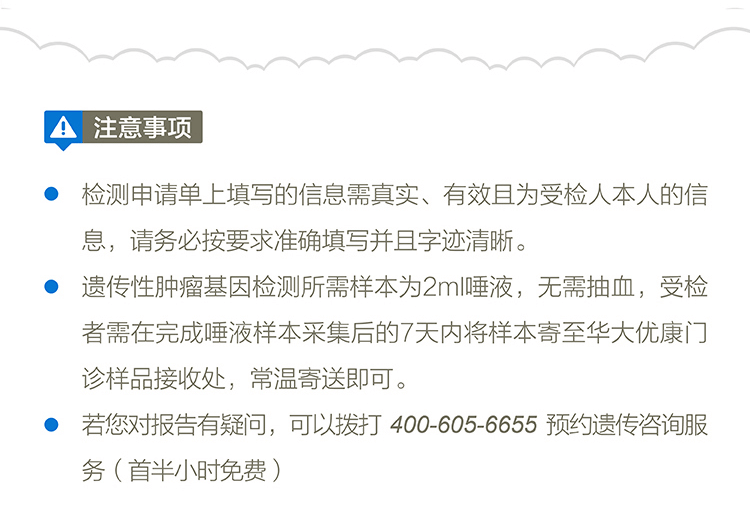 注意事项
检测申请单上填写的信息需真实、有效且为受检人本人的信
息，请务必按要求准确填写并且字迹清晰。
遗传性肿瘤基因检测所需样本为2ml唾液，无需抽血，受检
者需在完成唾液样本采集后的7天内将样本寄至华大优康门
诊样品接收处，常温寄送即可。
若您对报告有疑问，可以拨打 400-605-6655 预约遗传咨询服
务（首半小时免费）